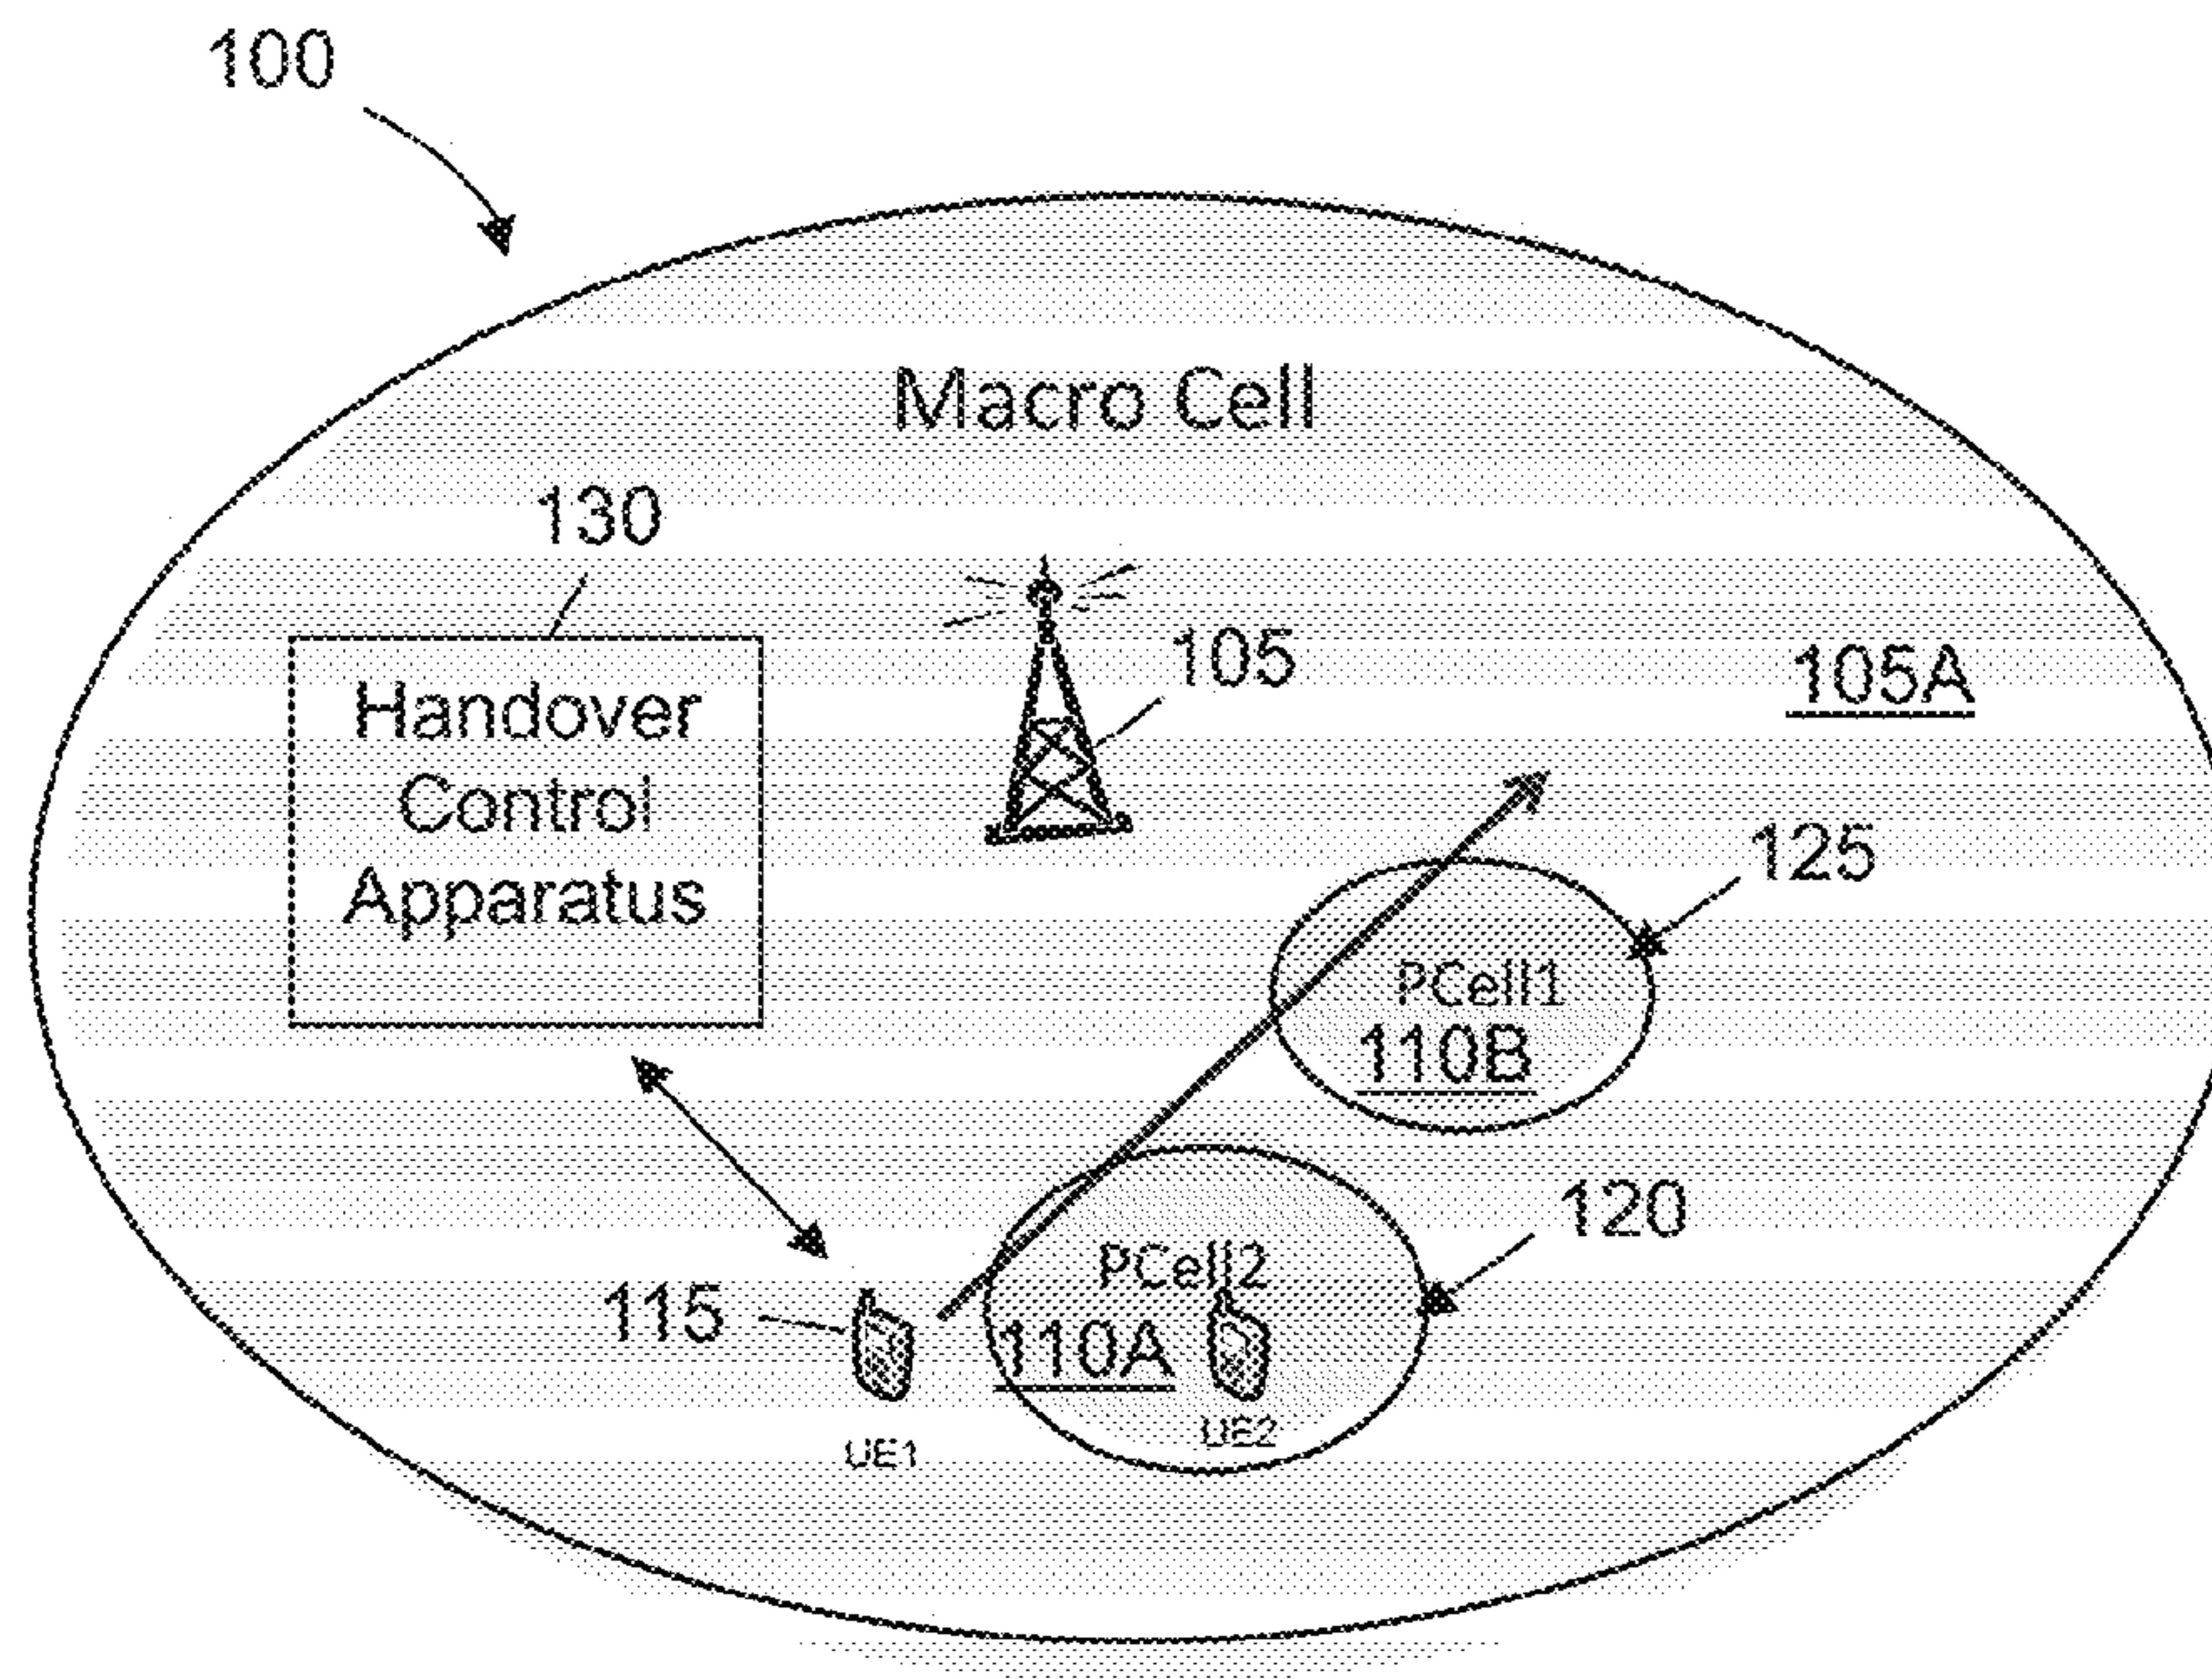 100
Macro Cell
130
Handover
Control
Apparatus
105
105A
125
PCell1
110B
120
PCell2
110A
115
UE1
UE2